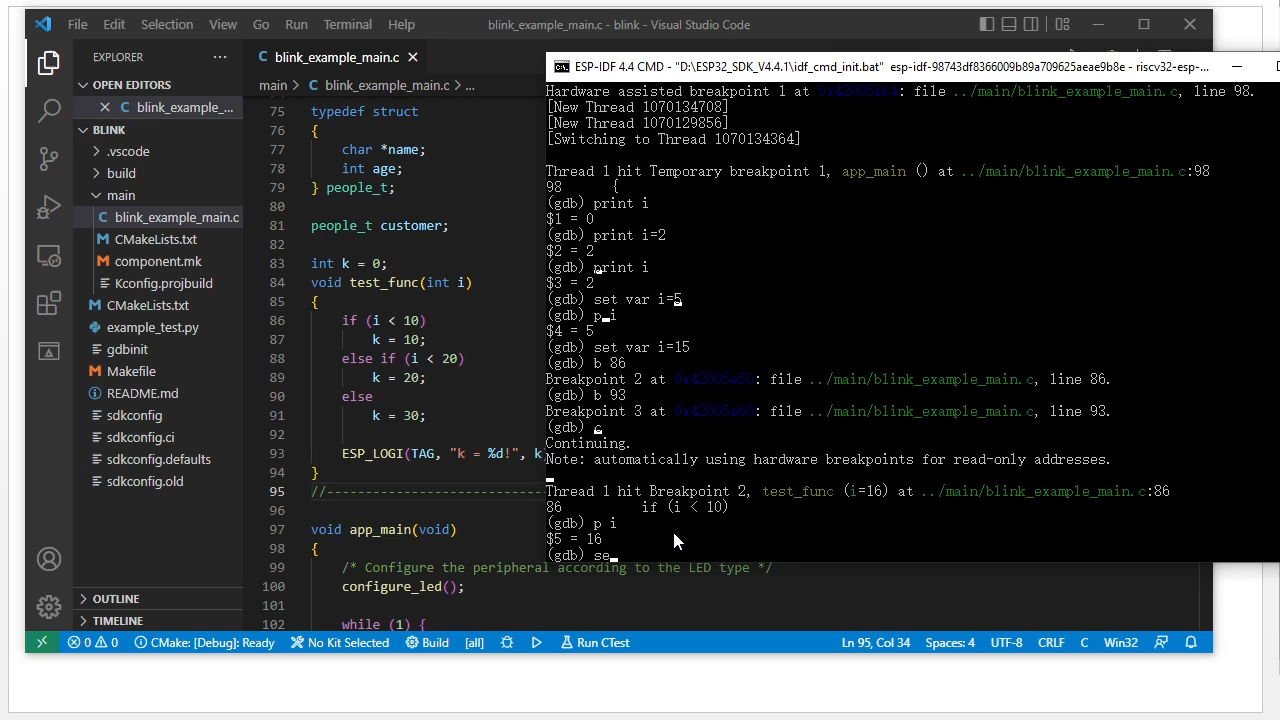 File Edit Selection View Go Run Terminal Help
blink_example_main.c - blink - Visual Studio Code
EXPLORER ...
OPEN EDITORS
C blink_example_...
BLINK
.vscode
build
main
C blink_example_main.c
M CMakeLists.txt
M component.mk
Kconfig.projbuild
M CMakeLists.txt
example_test.py
gdbinit
M Makefile
README.md
sdkconfig
sdkconfig.ci
sdkconfig.defaults
sdkconfig.old
OUTLINE
TIMELINE
C blink_example_main.c
main > C blink_example_main.c > ...
75 typedef struct
76 {
77 char *name;
78 int age;
79 } people_t;
80
81 people_t customer;
82
83 int k = 0;
84 void test_func(int i)
85 {
86 if (i < 10)
87 k = 10;
88 else if (i < 20)
89 k = 20;
90 else
91 k = 30;
92
93 ESP_LOGI(TAG, "k = %d!", k
94 }
95 //----------------------------
96
97 void app_main(void)
98 {
99 /* Configure the peripheral according to the LED type */
100 configure_led();
101
102 while (1) {
ESP-IDF 4.4 CMD - "D:\ESP32_SDK_V4.4.1\idf_cmd_init.bat" esp-idf-98743df8366009b89a709625aeae9b8e - riscv32-esp-...
Hardware assisted breakpoint 1 at 0x42005eb4: file ../main/blink_example_main.c, line 98.
[New Thread 1070134708]
[New Thread 1070129856]
[Switching to Thread 1070134364]
Thread 1 hit Temporary breakpoint 1, app_main () at ../main/blink_example_main.c:98
98 {
(gdb) print i
$1 = 0
(gdb) print i=2
$2 = 2
(gdb) print i
$3 = 2
(gdb) set var i=5
(gdb) p i
$4 = 5
(gdb) set var i=15
(gdb) b 86
Breakpoint 2 at 0x42005e50: file ../main/blink_example_main.c, line 86.
(gdb) b 93
Breakpoint 3 at 0x42005e60: file ../main/blink_example_main.c, line 93.
(gdb) c
Continuing.
Note: automatically using hardware breakpoints for read-only addresses.
Thread 1 hit Breakpoint 2, test_func (i=16) at ../main/blink_example_main.c:86
86 if (i < 10)
(gdb) p i
$5 = 16
(gdb) se
0 0 CMake: [Debug]: Ready No Kit Selected Build [all] Run CTest Ln 95, Col 34 Spaces: 4 UTF-8 CRLF C Win32